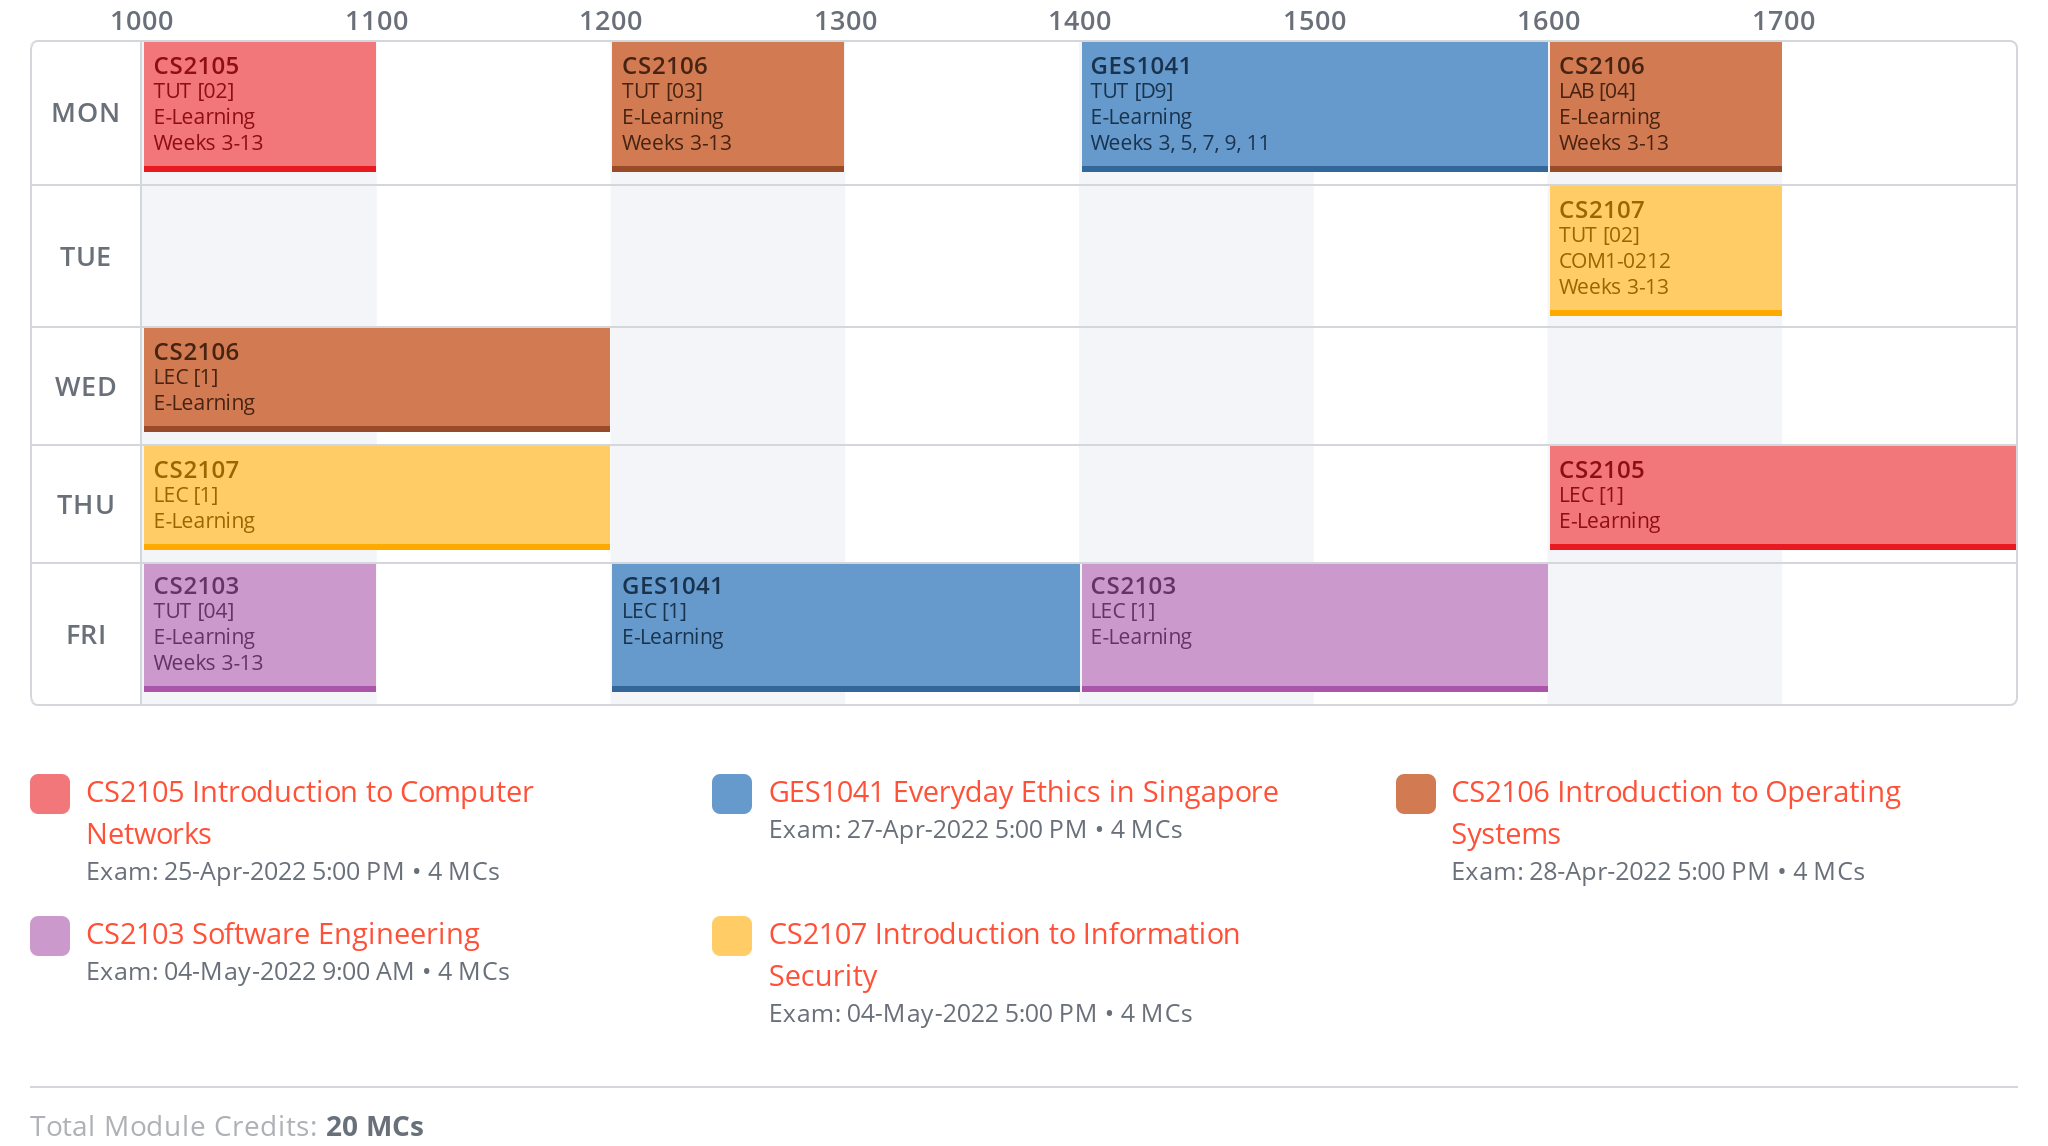 1000 1100 1200 1300 1400 1500 1600 1700
MON
CS2105
TUT [02]
E-Learning
Weeks 3-13
CS2106
TUT [03]
E-Learning
Weeks 3-13
GES1041
TUT [D9]
E-Learning
Weeks 3, 5, 7, 9, 11
CS2106
LAB [04]
E-Learning
Weeks 3-13
TUE
CS2107
TUT [02]
COM1-0212
Weeks 3-13
WED
CS2106
LEC [1]
E-Learning
THU
CS2107
LEC [1]
E-Learning
CS2105
LEC [1]
E-Learning
FRI
CS2103
TUT [04]
E-Learning
Weeks 3-13
GES1041
LEC [1]
E-Learning
CS2103
LEC [1]
E-Learning
CS2105 Introduction to Computer
Networks
Exam: 25-Apr-2022 5:00 PM • 4 MCs
GES1041 Everyday Ethics in Singapore
Exam: 27-Apr-2022 5:00 PM • 4 MCs
CS2106 Introduction to Operating
Systems
Exam: 28-Apr-2022 5:00 PM • 4 MCs
CS2103 Software Engineering
Exam: 04-May-2022 9:00 AM • 4 MCs
CS2107 Introduction to Information
Security
Exam: 04-May-2022 5:00 PM • 4 MCs
Total Module Credits: 20 MCs